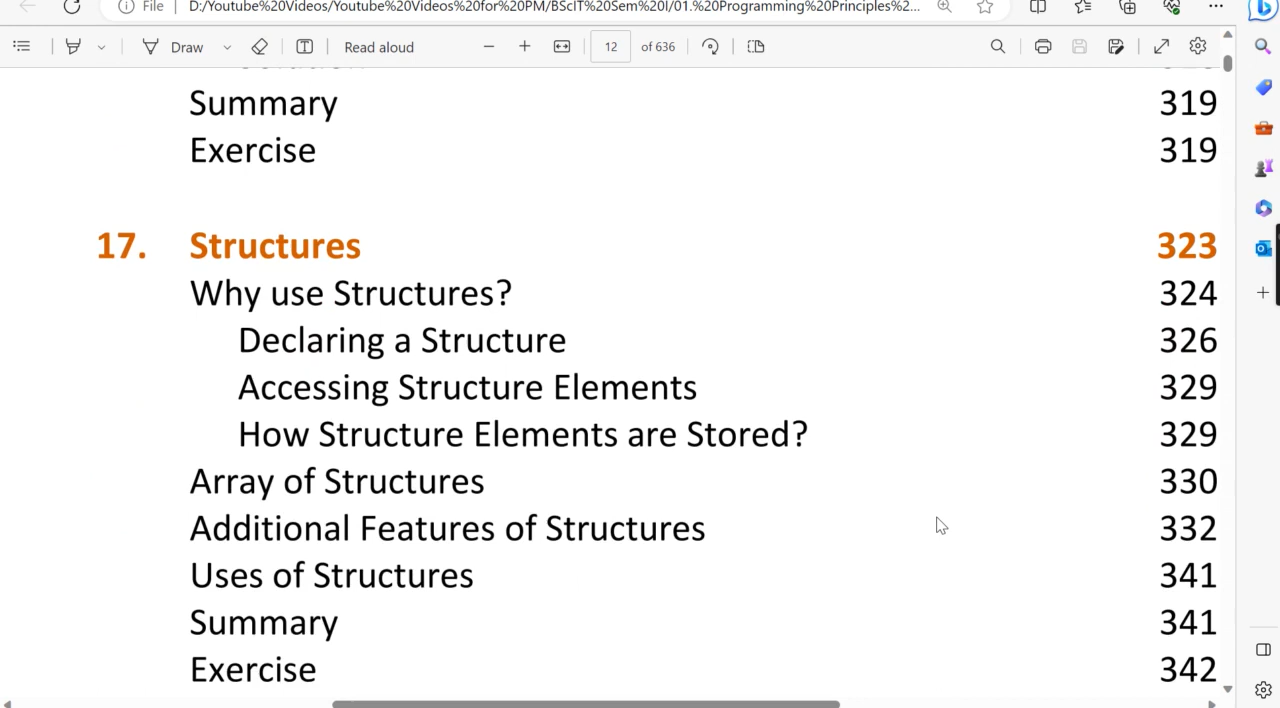 File D:/Youtube%20Videos/Youtube%20Videos%20for%20PM/BScIT%20Sem%20I/01.%20Programming%20Principles%2...
Draw Read aloud 12 of 636
Summary 319
Exercise 319
17. Structures 323
Why use Structures? 324
Declaring a Structure 326
Accessing Structure Elements 329
How Structure Elements are Stored? 329
Array of Structures 330
Additional Features of Structures 332
Uses of Structures 341
Summary 341
Exercise 342